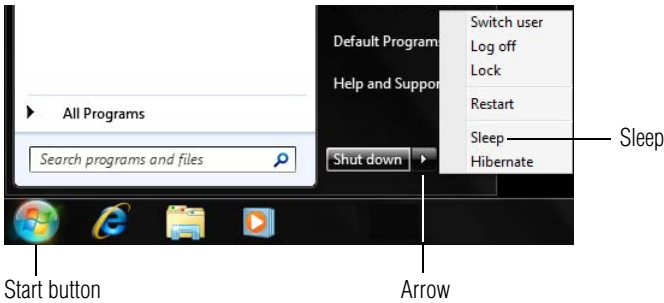 Switch user
Default Program
Log off
Lock
Help and Suppor
Restart
All Programs
Sleep
Sleep
Search programs and files
Shut down
Hibernate
Start button
Arrow